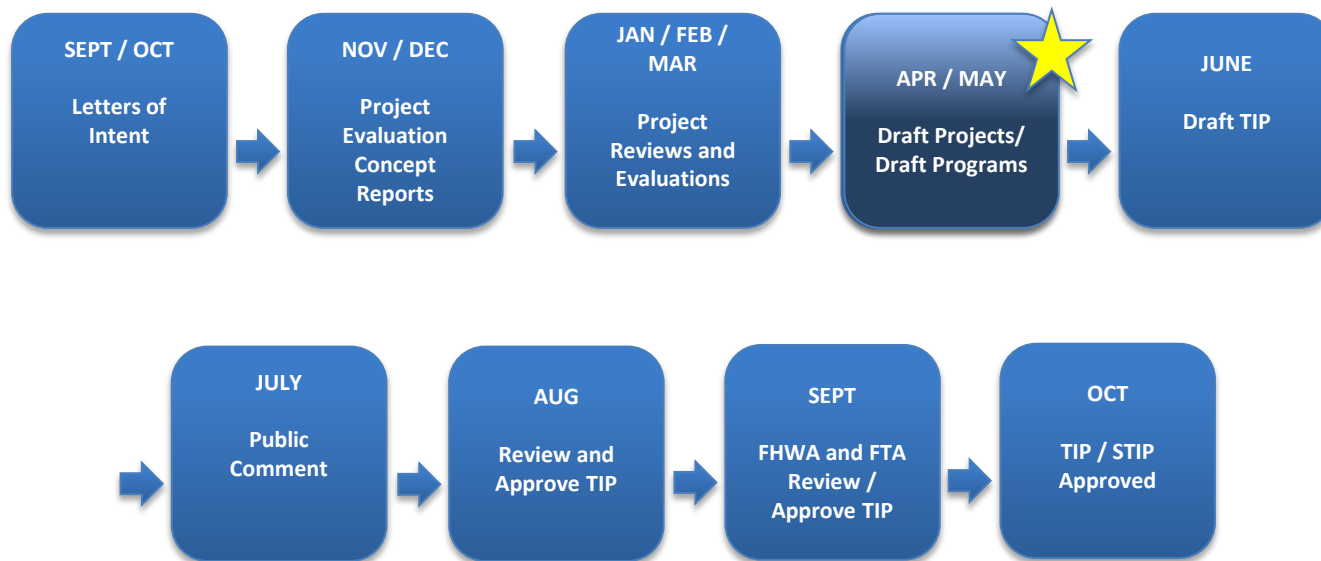 SEPT / OCT
Letters of
Intent
NOV / DEC
Project
Evaluation
Concept
Reports
JAN / FEB /
MAR
Project
Reviews and
Evaluations
APR / MAY
Draft Projects/
Draft Programs
JUNE
Draft TIP
JULY
Public
Comment
AUG
Review and
Approve TIP
SEPT
FHWA and FTA
Review /
Approve TIP
OCT
TIP / STIP
Approved